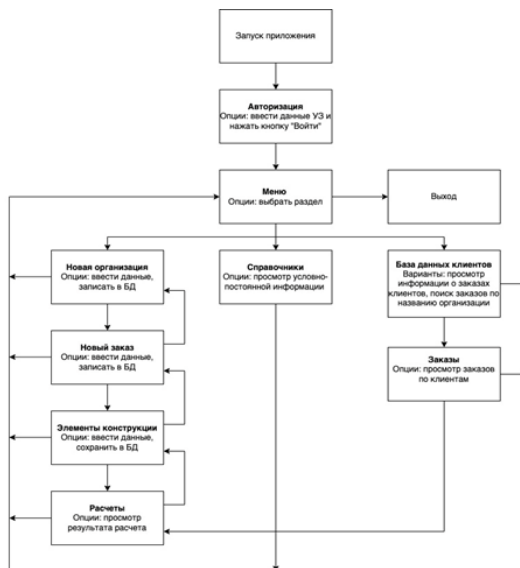 Запуск приложения
Авторизация
Опции: ввести данные УЗ и
нажать кнопку "Войти"
Меню
Опции: выбрать раздел
Выход
Новая организация
Опции: ввести данные,
записать в БД
Справочники
Опции: просмотр условно-
постоянной информации
База данных клиентов
Варианты: просмотр
информации о заказах
клиентов, поиск заказов по
названию организации
Новый заказ
Опции: ввести данные,
записать в БД
Заказы
Опции: просмотр заказов
по клиентам
Элементы конструкции
Опции: ввести данные,
сохранить в БД
Расчеты
Опции: просмотр
результата расчета